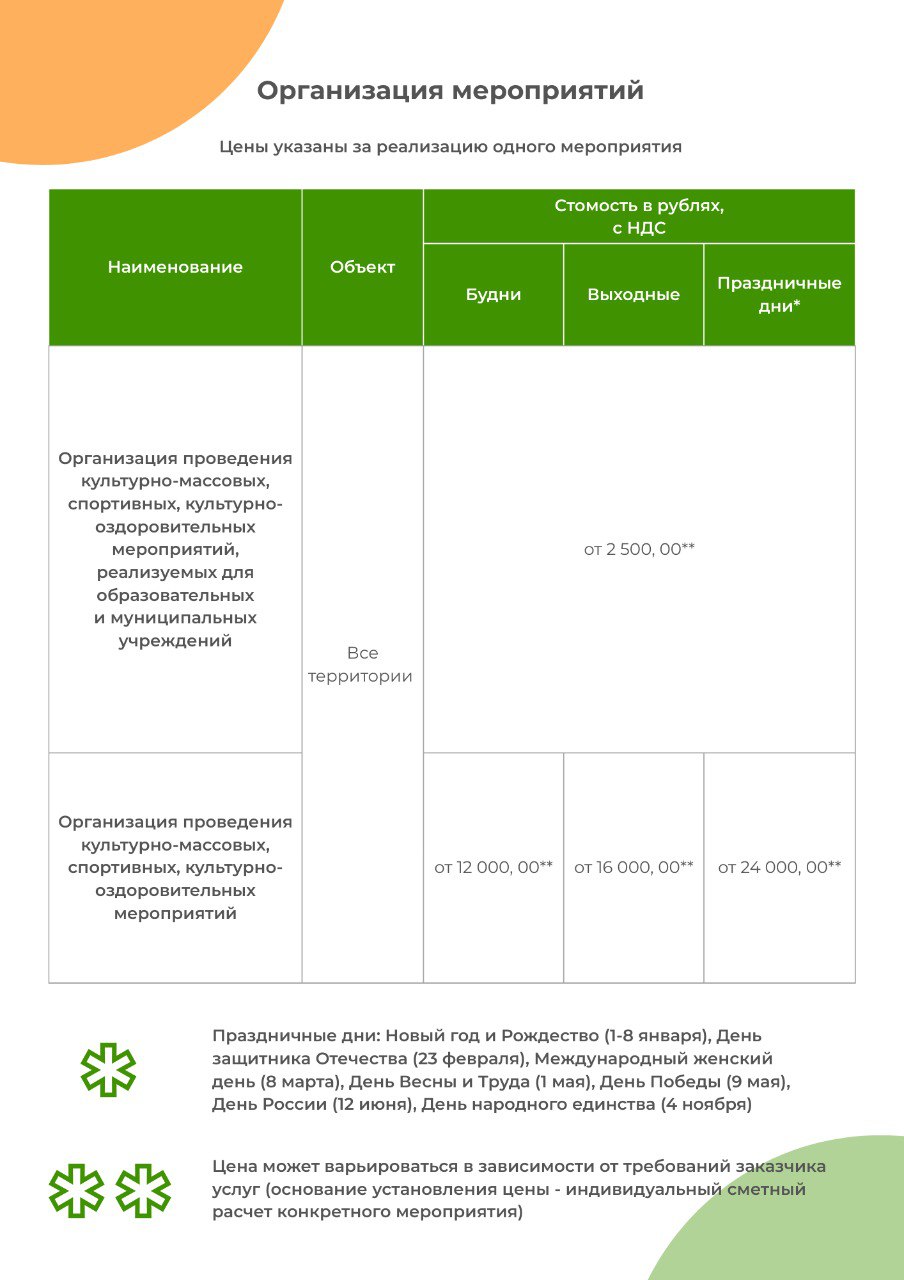 Организация мероприятий
Цены указаны за реализацию одного мероприятия
Наименование
Объект
Стомость в рублях,
с НДС
Будни
Выходные
Праздничные
дни*
Организация проведения
культурно-массовых,
спортивных, культурно-
оздоровительных
мероприятий,
реализуемых для
образовательных
и муниципальных
учреждений
Все
территории
от 2 500, 00**
Организация проведения
культурно-массовых,
спортивных, культурно-
оздоровительных
мероприятий
от 12 000, 00**
от 16 000, 00**
от 24 000, 00**
* Праздничные дни: Новый год и Рождество (1-8 января), День
защитника Отечества (23 февраля), Международный женский
день (8 марта), День Весны и Труда (1 мая), День Победы (9 мая),
День России (12 июня), День народного единства (4 ноября)
** Цена может варьироваться в зависимости от требований заказчика
услуг (основание установления цены - индивидуальный сметный
расчет конкретного мероприятия)